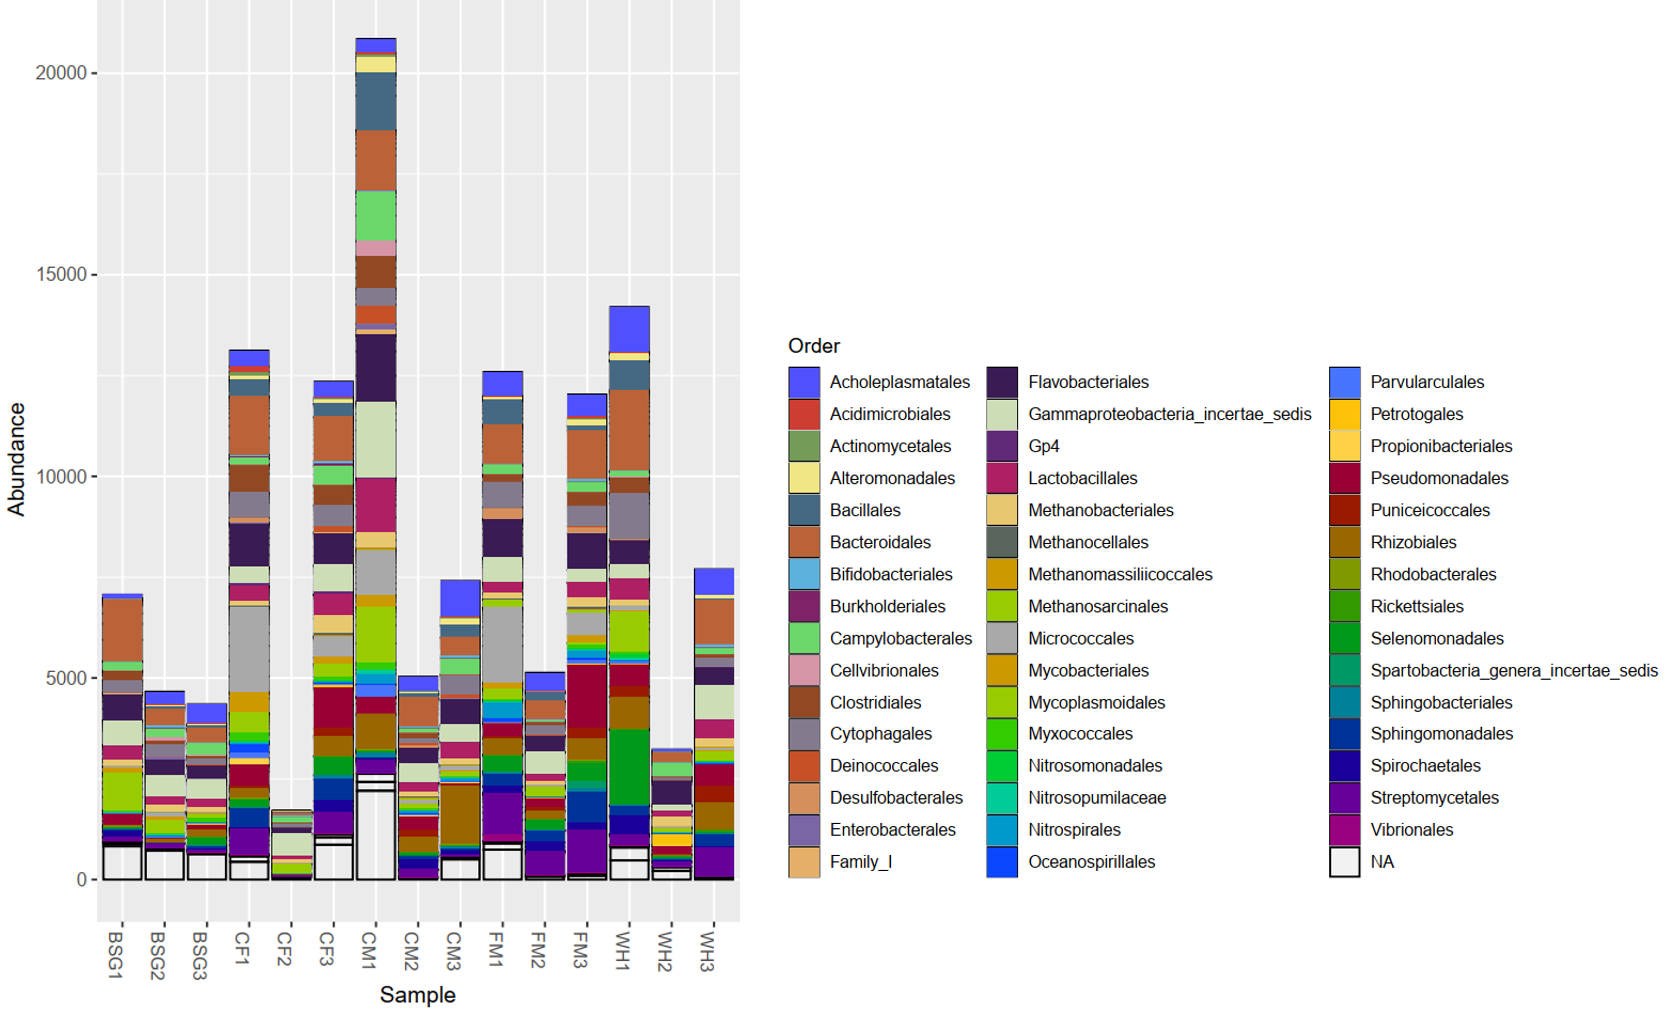 Abundance
20000
15000
10000
5000
0
BSG1
BSG2
BSG3
CF1
CF2
CF3
CM1
CM2
CM3
FM1
FM2
FM3
WH1
WH2
WH3
Sample
Order
Acholeplasmatales
Acidimicrobiales
Actinomycetales
Alteromonadales
Bacillales
Bacteroidales
Bifidobacteriales
Burkholderiales
Campylobacterales
Cellvibrionales
Clostridiales
Cytophagales
Deinococcales
Desulfobacterales
Enterobacterales
Family_I
Flavobacteriales
Gammaproteobacteria_incertae_sedis
Gp4
Lactobacillales
Methanobacteriales
Methanocellales
Methanomassiliicoccales
Methanosarcinales
Micrococcales
Mycobacteriales
Mycoplasmoidales
Myxococcales
Nitrosomonadales
Nitrosopumilaceae
Nitrospirales
Oceanospirillales
Parvularculales
Petrotogales
Propionibacteriales
Pseudomonadales
Puniceicoccales
Rhizobiales
Rhodobacterales
Rickettsiales
Selenomonadales
Spartobacteria_genera_incertae_sedis
Sphingobacteriales
Sphingomonadales
Spirochaetales
Streptomycetales
Vibrionales
NA